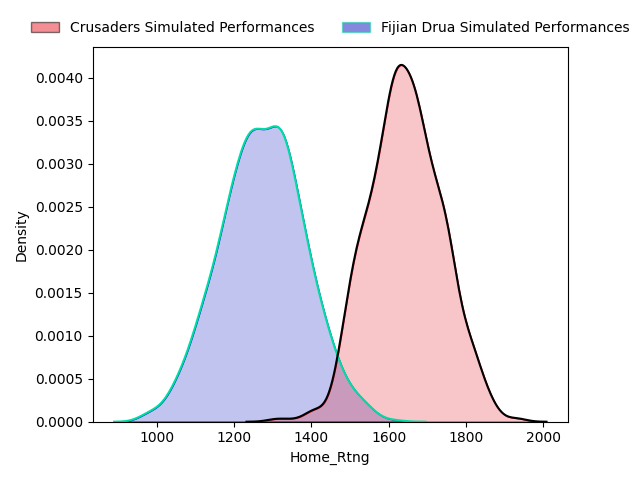 Crusaders Simulated Performances Fijian Drua Simulated Performances
0.0040
0.0035
0.0030
0.0025
0.0020
0.0015
0.0010
0.0005
0.0000
Density
1000 1200 1400 1600 1800 2000
Home_Rtng